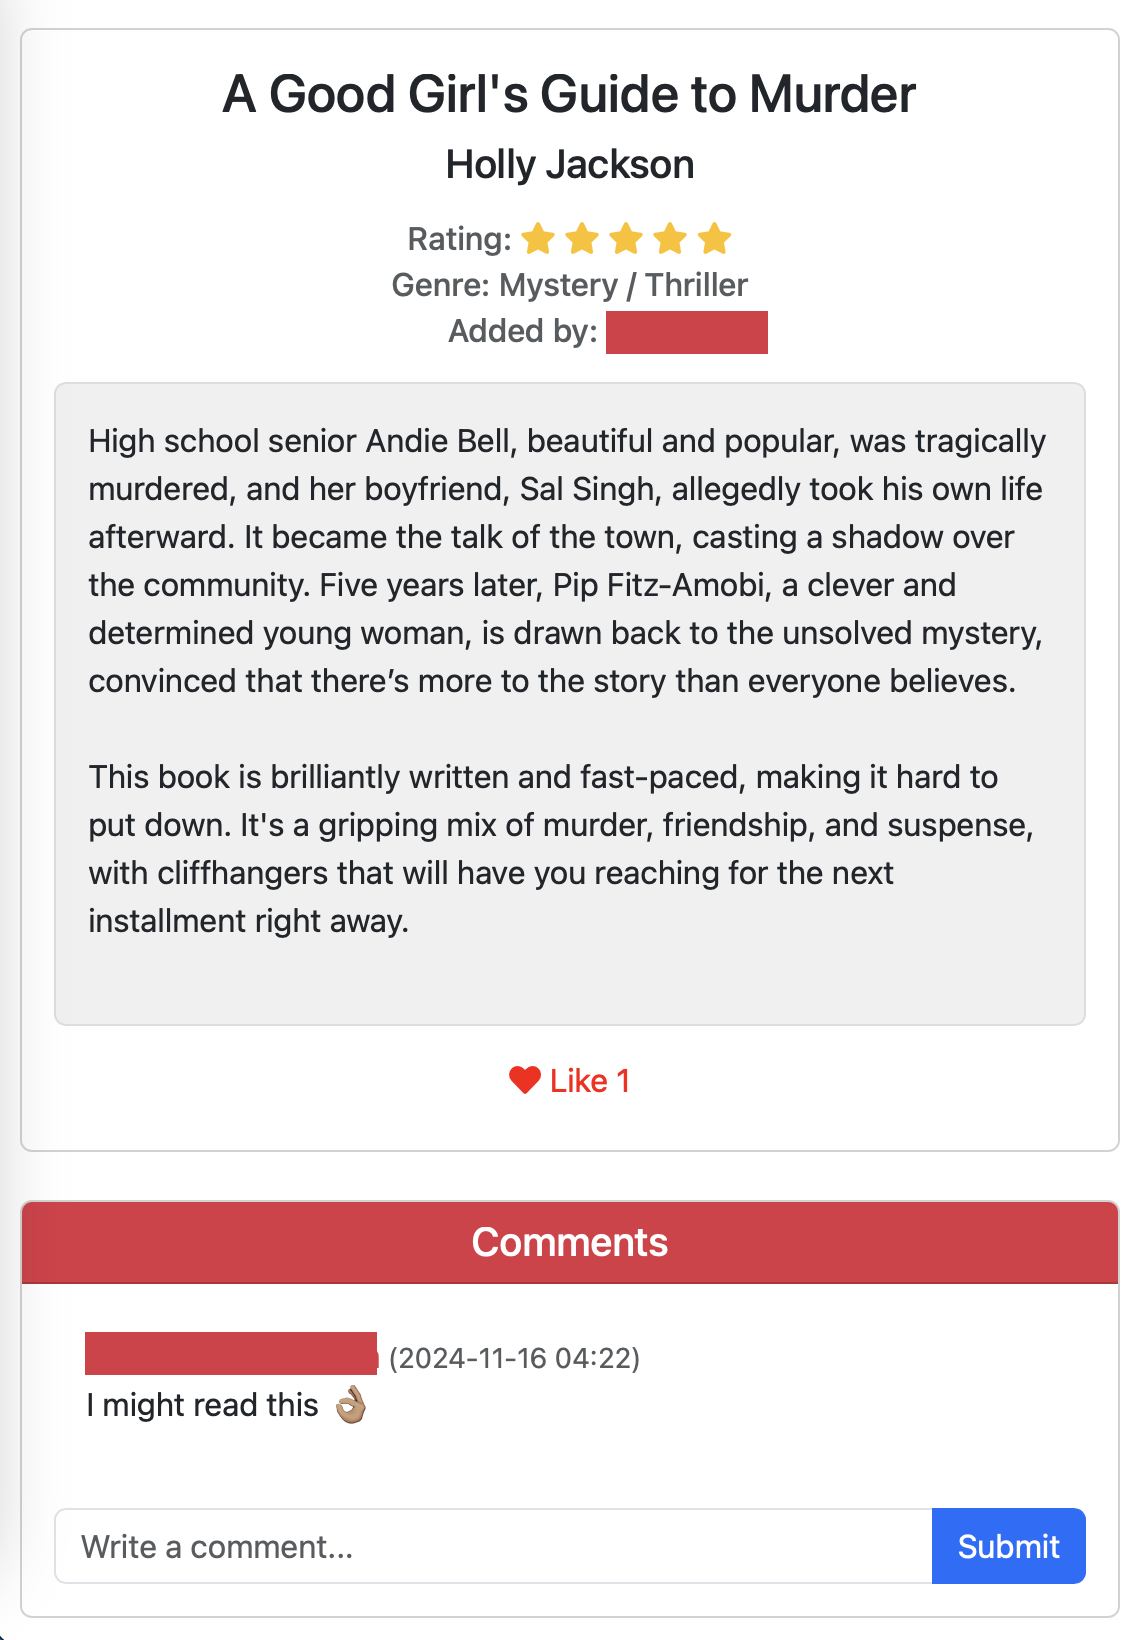 A Good Girl's Guide to Murder
Holly Jackson
Rating:
Genre: Mystery / Thriller
Added by:
High school senior Andie Bell, beautiful and popular, was tragically
murdered, and her boyfriend, Sal Singh, allegedly took his own life
afterward. It became the talk of the town, casting a shadow over
the community. Five years later, Pip Fitz-Amobi, a clever and
determined young woman, is drawn back to the unsolved mystery,
convinced that there’s more to the story than everyone believes.
This book is brilliantly written and fast-paced, making it hard to
put down. It's a gripping mix of murder, friendship, and suspense,
with cliffhangers that will have you reaching for the next
installment right away.
Like 1
Comments
(2024-11-16 04:22)
I might read this 👌🏽
Write a comment...
Submit